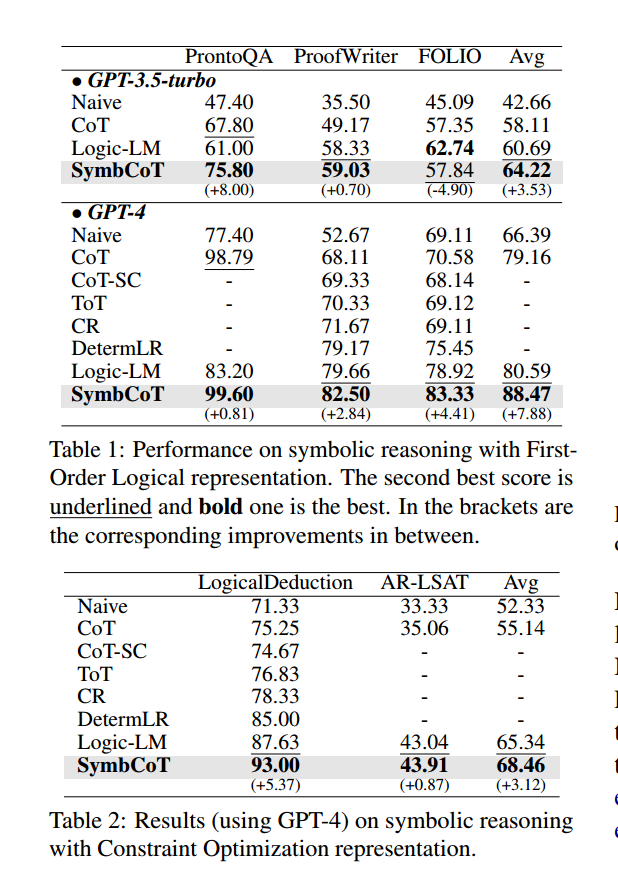 ProntoQA ProofWriter FOLIO Avg
• GPT-3.5-turbo
Naive 47.40 35.50 45.09 42.66
CoT 67.80 49.17 57.35 58.11
Logic-LM 61.00 58.33 62.74 60.69
SymbCoT 75.80 59.03 57.84 64.22
(+8.00) (+0.70) (-4.90) (+3.53)
• GPT-4
Naive 77.40 52.67 69.11 66.39
CoT 98.79 68.11 70.58 79.16
CoT-SC - 69.33 68.14 -
ToT - 70.33 69.12 -
CR - 71.67 69.11 -
DetermLR - 79.17 75.45 -
Logic-LM 83.20 79.66 78.92 80.59
SymbCoT 99.60 82.50 83.33 88.47
(+0.81) (+2.84) (+4.41) (+7.88)
Table 1: Performance on symbolic reasoning with First-
Order Logical representation. The second best score is
underlined and bold one is the best. In the brackets are
the corresponding improvements in between.
LogicalDeduction AR-LSAT Avg
Naive 71.33 33.33 52.33
CoT 75.25 35.06 55.14
CoT-SC 74.67 - -
ToT 76.83 - -
CR 78.33 - -
DetermLR 85.00 - -
Logic-LM 87.63 43.04 65.34
SymbCoT 93.00 43.91 68.46
(+5.37) (+0.87) (+3.12)
Table 2: Results (using GPT-4) on symbolic reasoning
with Constraint Optimization representation.